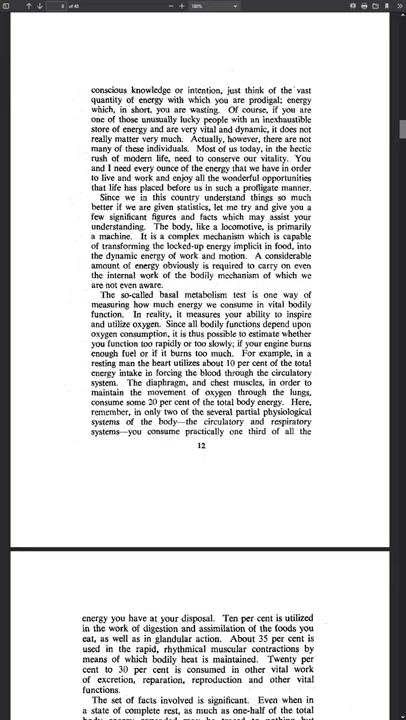 8 of 45
180%
conscious knowledge or intention, just think of the vast
quantity of energy with which you are prodigal; energy
which, in short, you are wasting. Of course, if you are
one of those unusually lucky people with an inexhaustible
store of energy and are very vital and dynamic, it does not
really matter very much. Actually, however, there are not
many of these individuals. Most of us today, in the hectic
rush of modern life, need to conserve our vitality. You
and I need every ounce of the energy that we have in order
to live and work and enjoy all the wonderful opportunities
that life has placed before us in such a profligate manner.
Since we in this country understand things so much
better if we are given statistics, let me try and give you a
few significant figures and facts which may assist your
understanding. The body, like a locomotive, is primarily
a machine. It is a complex mechanism which is capable
of transforming the locked-up energy implicit in food, into
the dynamic energy of work and motion. A considerable
amount of energy obviously is required to carry on even
the internal work of the bodily mechanism of which we
are not even aware.
The so-called basal metabolism test is one way of
measuring how much energy we consume in vital bodily
function. In reality, it measures your ability to inspire
and utilize oxygen. Since all bodily functions depend upon
oxygen consumption, it is thus possible to estimate whether
you function too rapidly or too slowly; if your engine burns
enough fuel or if it burns too much. For example, in a
resting man the heart utilizes about 10 per cent of the total
energy intake in forcing the blood through the circulatory
system. The diaphragm, and chest muscles, in order to
maintain the movement of oxygen through the lungs,
consume some 20 per cent of the total body energy. Here,
remember, in only two of the several partial physiological
systems of the body—the circulatory and respiratory
systems—you consume practically one third of all the
12
energy you have at your disposal. Ten per cent is utilized
in the work of digestion and assimilation of the foods you
eat, as well as in glandular action. About 35 per cent is
used in the rapid, rhythmical muscular contractions by
means of which bodily heat is maintained. Twenty per
cent to 30 per cent is consumed in other vital work
of excretion, reparation, reproduction and other vital
functions.
The set of facts involved is significant. Even when in
a state of complete rest, as much as one-half of the total
body energy expended may be traced to nothing but